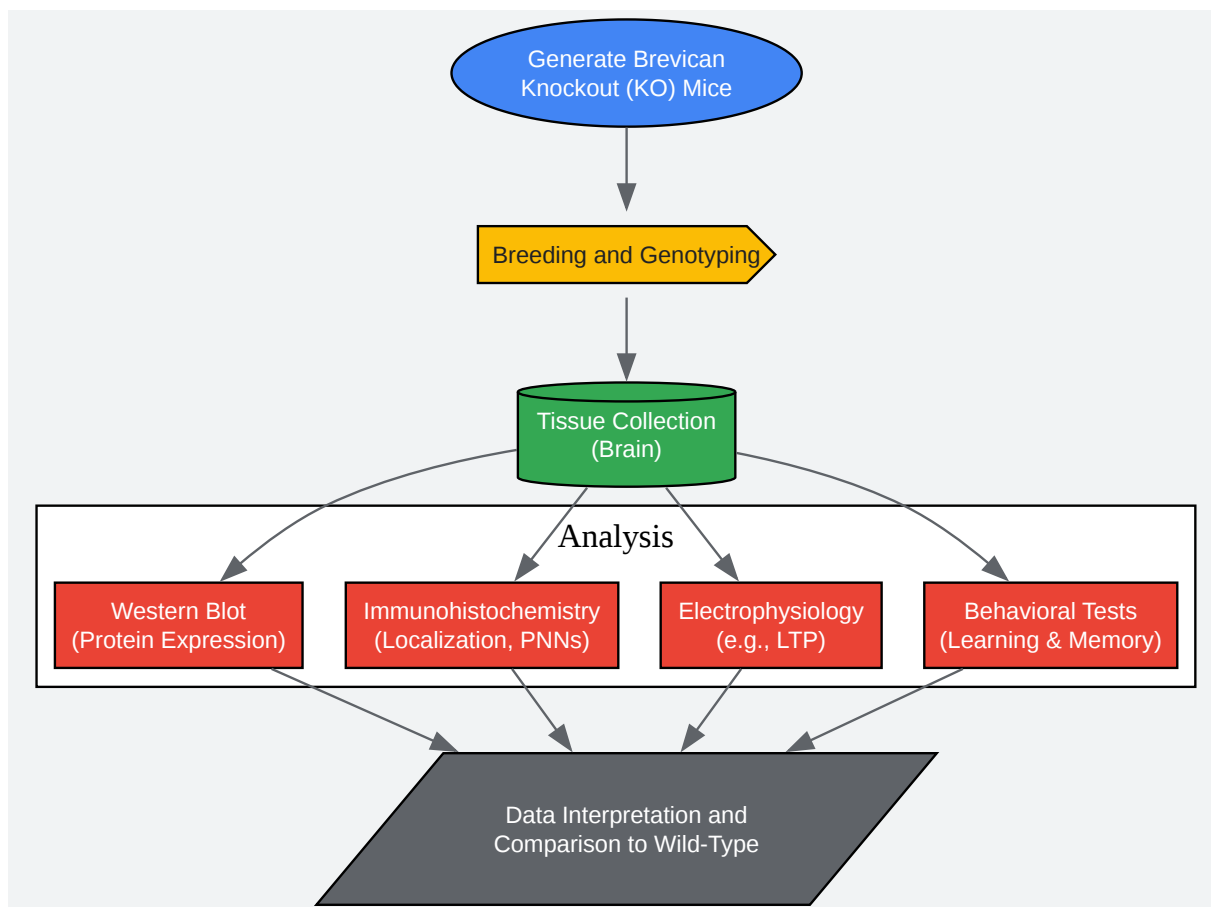 Generate Brevican
Knockout (KO) Mice
Breeding and Genotyping
Tissue Collection
(Brain)
Analysis
Western Blot
(Protein Expression)
Immunohistochemistry
(Localization, PNNs)
Electrophysiology
(e.g., LTP)
Behavioral Tests
(Learning & Memory)
Data Interpretation and
Comparison to Wild-Type